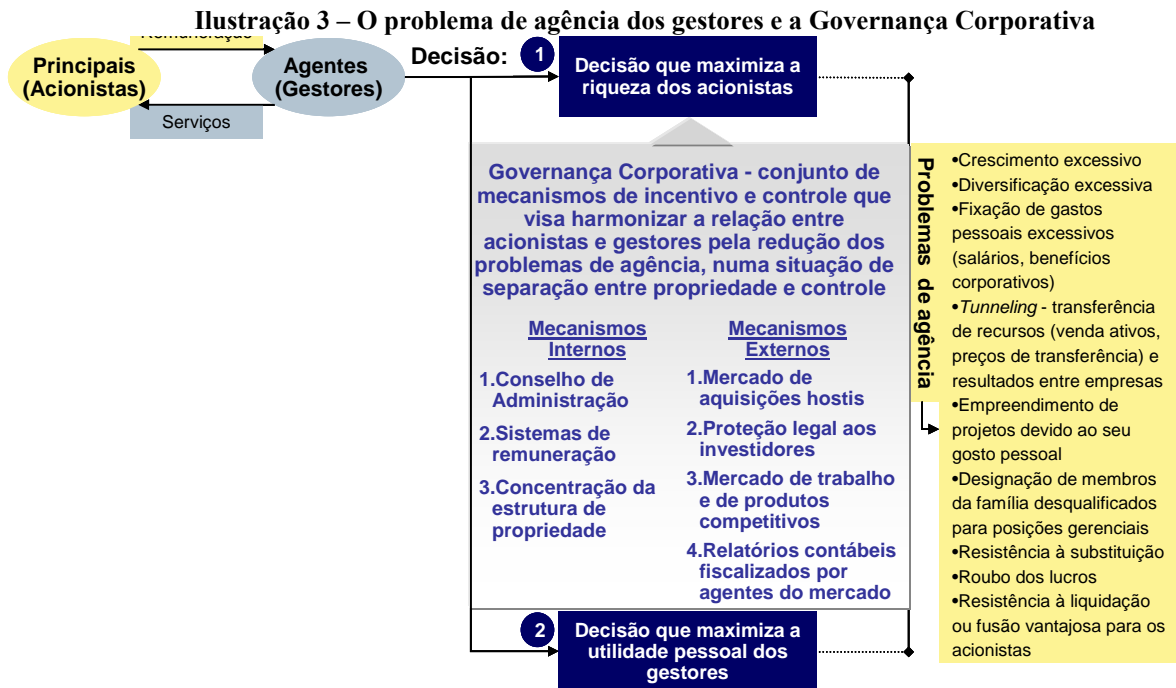 Ilustração 3 – O problema de agência dos gestores e a Governança Corporativa
Remuneração
Principais
(Acionistas)
Agentes
(Gestores)
Serviços
Decisão:
1
Decisão que maximiza a
riqueza dos acionistas
Governança Corporativa - conjunto de
mecanismos de incentivo e controle que
visa harmonizar a relação entre
acionistas e gestores pela redução dos
problemas de agência, numa situação de
separação entre propriedade e controle
Mecanismos
Internos
1.Conselho de
Administração
2.Sistemas de
remuneração
3.Concentração da
estrutura de
propriedade
Mecanismos
Externos
1.Mercado de
aquisições hostis
2.Proteção legal aos
investidores
3.Mercado de trabalho
e de produtos
competitivos
4.Relatórios contábeis
fiscalizados por
agentes do mercado
2
Decisão que maximiza a
utilidade pessoal dos
gestores
Problemas de agência
•Crescimento excessivo
•Diversificação excessiva
•Fixação de gastos
pessoais excessivos
(salários, benefícios
corporativos)
•Tunneling - transferência
de recursos (venda ativos,
preços de transferência) e
resultados entre empresas
•Empreendimento de
projetos devido ao seu
gosto pessoal
•Designação de membros
da família desqualificados
para posições gerenciais
•Resistência à substituição
•Roubo dos lucros
•Resistência à liquidação
ou fusão vantajosa para os
acionistas